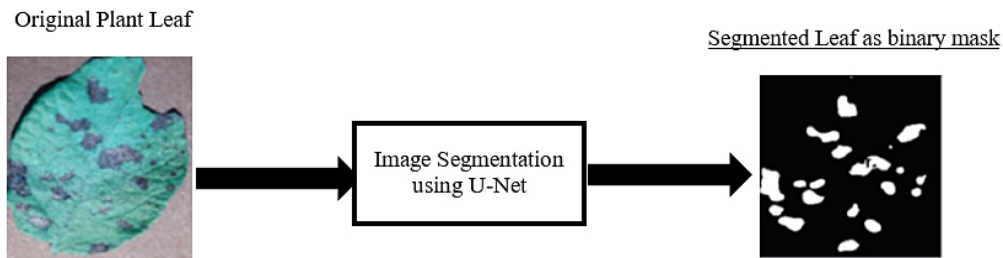 Original Plant Leaf
Segmented Leaf as binary mask
Image Segmentation
using U-Net